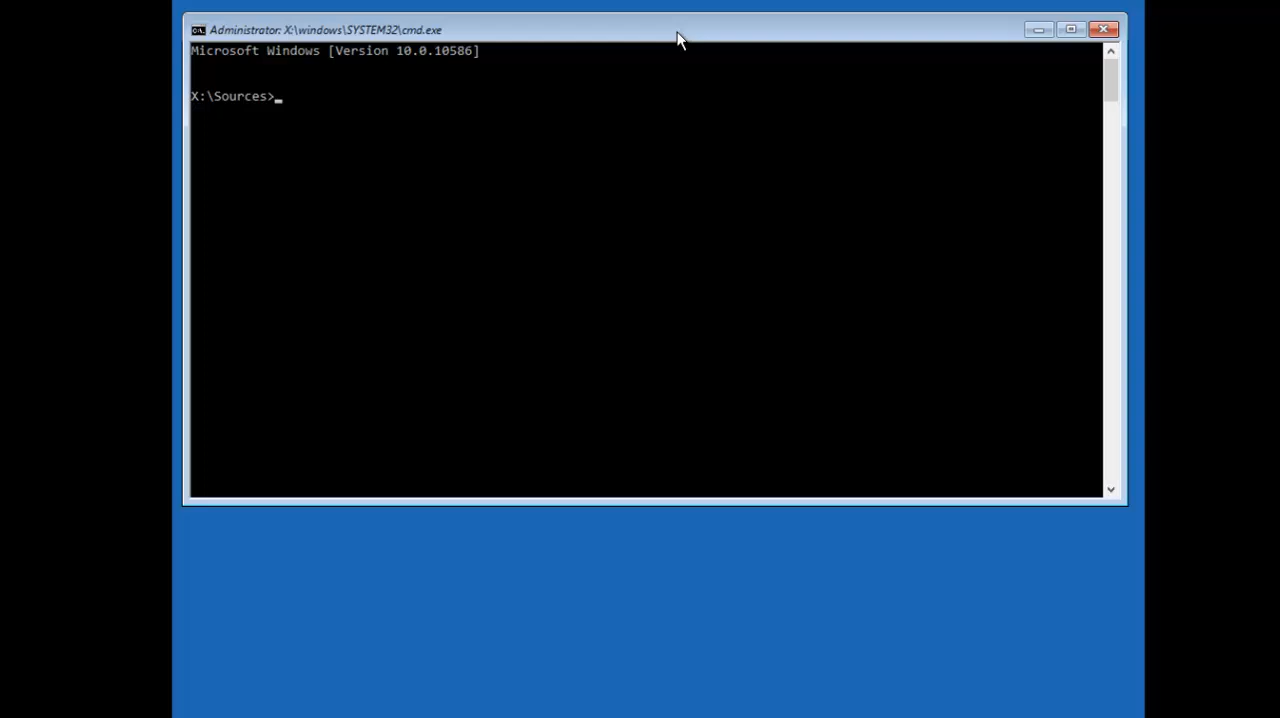 Administrator: X:\windows\SYSTEM32\cmd.exe
Microsoft Windows [Version 10.0.10586]
X:\Sources>